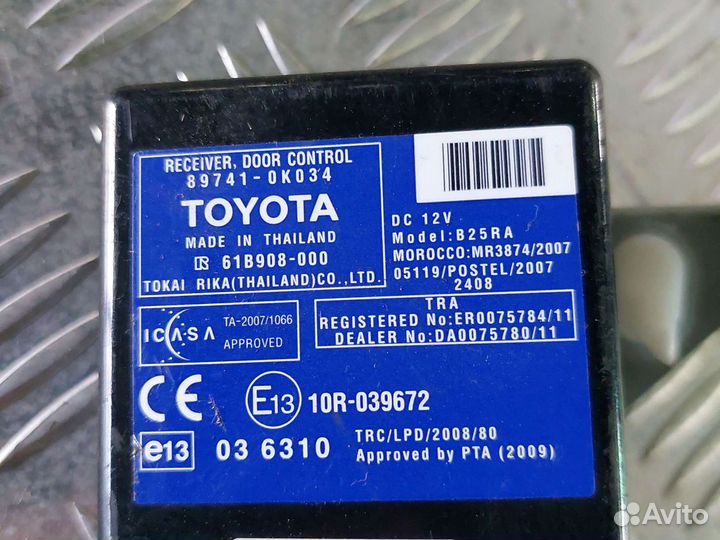 RECEIVER, DOOR CONTROL
89741-0K034
TOYOTA
MADE IN THAILAND
61B908-000
TOKAI RIKA(THAILAND)CO., LTD.
DC 12V
Model:B25RA
MOROCCO:MR3874/2007
05119/POSTEL/2007
2408
ICASA
TA-2007/1066
APPROVED
TRA
REGISTERED No:ER0075784/11
DEALER No:DA0075780/11
CE
E13
10R-039672
e13
03 6310
TRC/LPD/2008/80
Approved by PTA (2009)
Avito